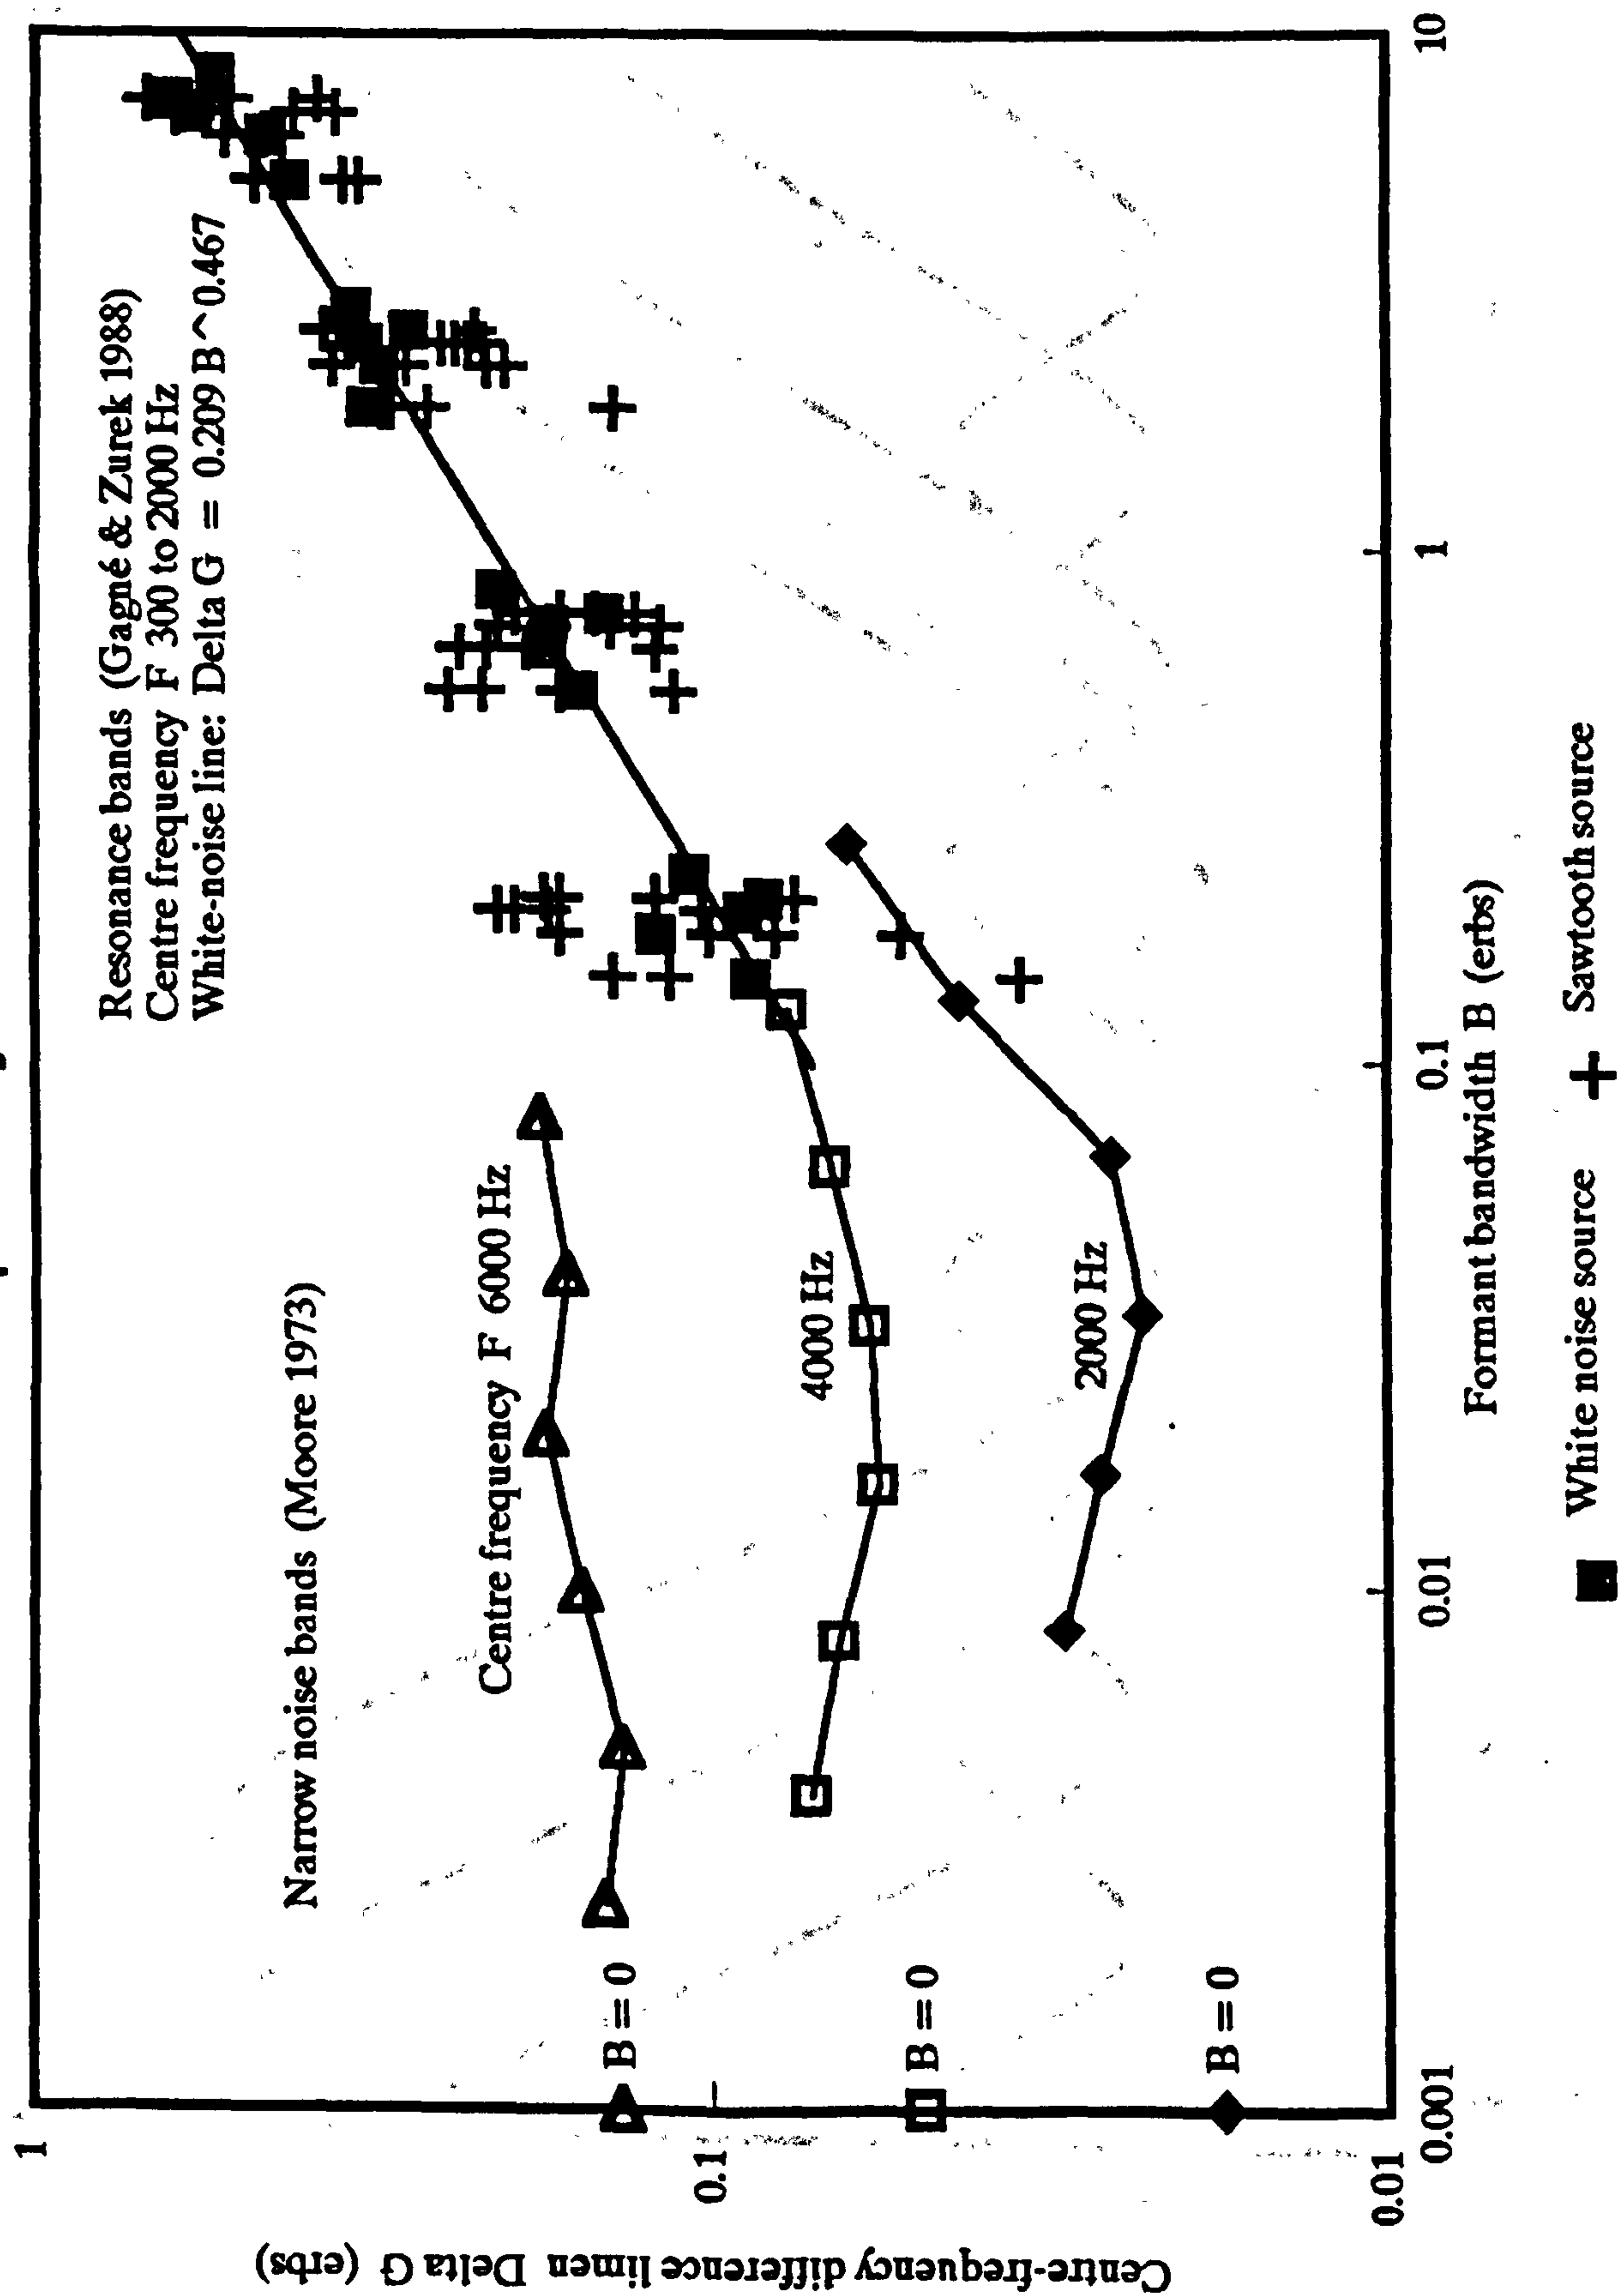 Resonance bands (Gagné & Zurek 1988)
Centre frequency F 300 to 2000 Hz
White-noise line: Delta G = 0.209 B^0.467
Narrow noise bands (Moore 1973)
Centre frequency F 6000 Hz
4000 Hz
2000 Hz
B = 0
B = 0
B = 0
1
0.1
0.01
Centre-frequency difference limen Delta G (erbs)
0.001
0.01
0.1
1
10
Formant bandwidth B (erbs)
White noise source
Sawtooth source